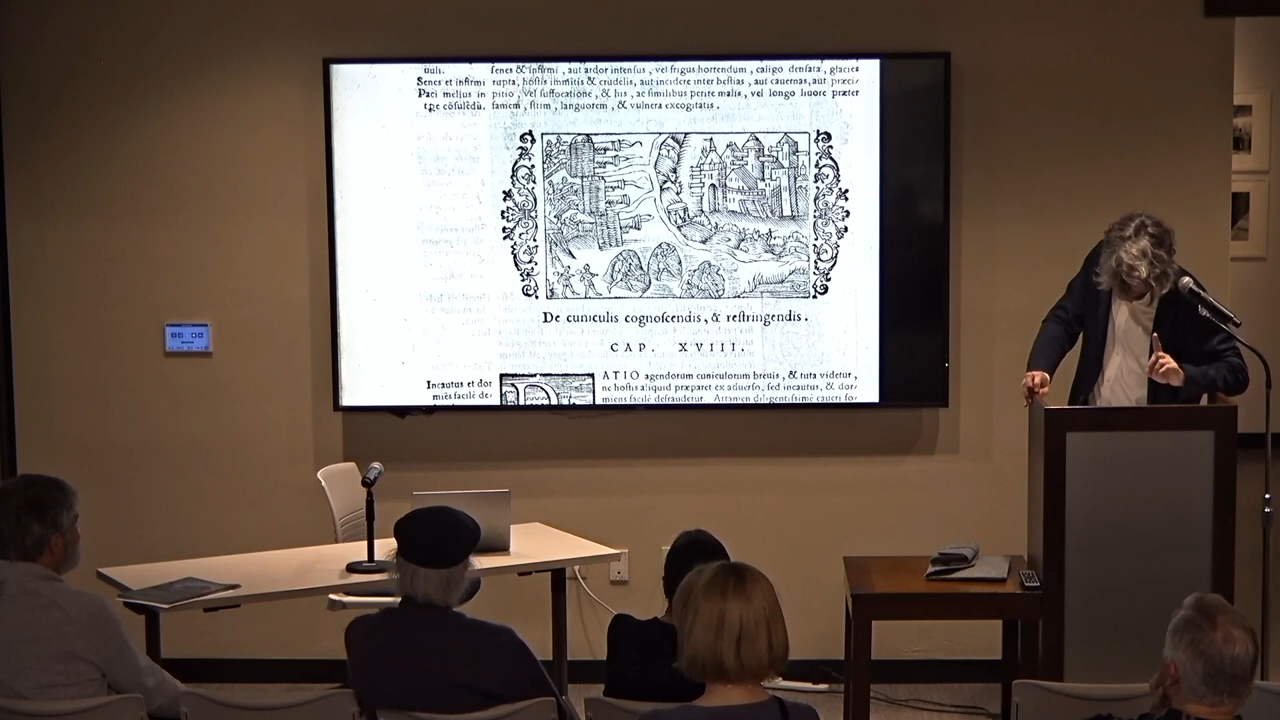 uuli.
Senes et infirmi
Paci melius in
tpe cōsulēdū.
senes & infirmi, aut ardor intensus, vel frigus horrendum, caligo densata, glacies
rupta, hostis immitis & crudelis, aut incidere inter bestias, aut cauernas, aut præci-
pitio, vel suffocatione, & his, ac similibus perire malis, vel longo liuore præter
famem, sitim, languorem, & vulnera excogitatis.
De cuniculis cognoscendis, & restringendis.
CAP. XVIII.
Incautus et dor
miēs facilè de-
RATIO agendorum cuniculorum breuis, & tuta videtur,
ne hostis aliquid præparet ex aduerso, sed incautus, & dor-
miens facilè defraudetur. Attamen diligentissimè caueri